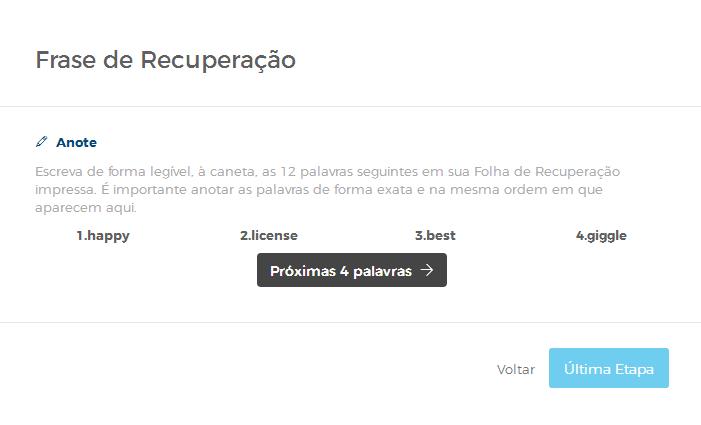 Frase de Recuperação
Anote
Escreva de forma legível, à caneta, as 12 palavras seguintes em sua Folha de Recuperação
impressa. É importante anotar as palavras de forma exata e na mesma ordem em que
aparecem aqui.
1.happy 2.license 3.best 4.giggle
Próximas 4 palavras →
Voltar Última Etapa